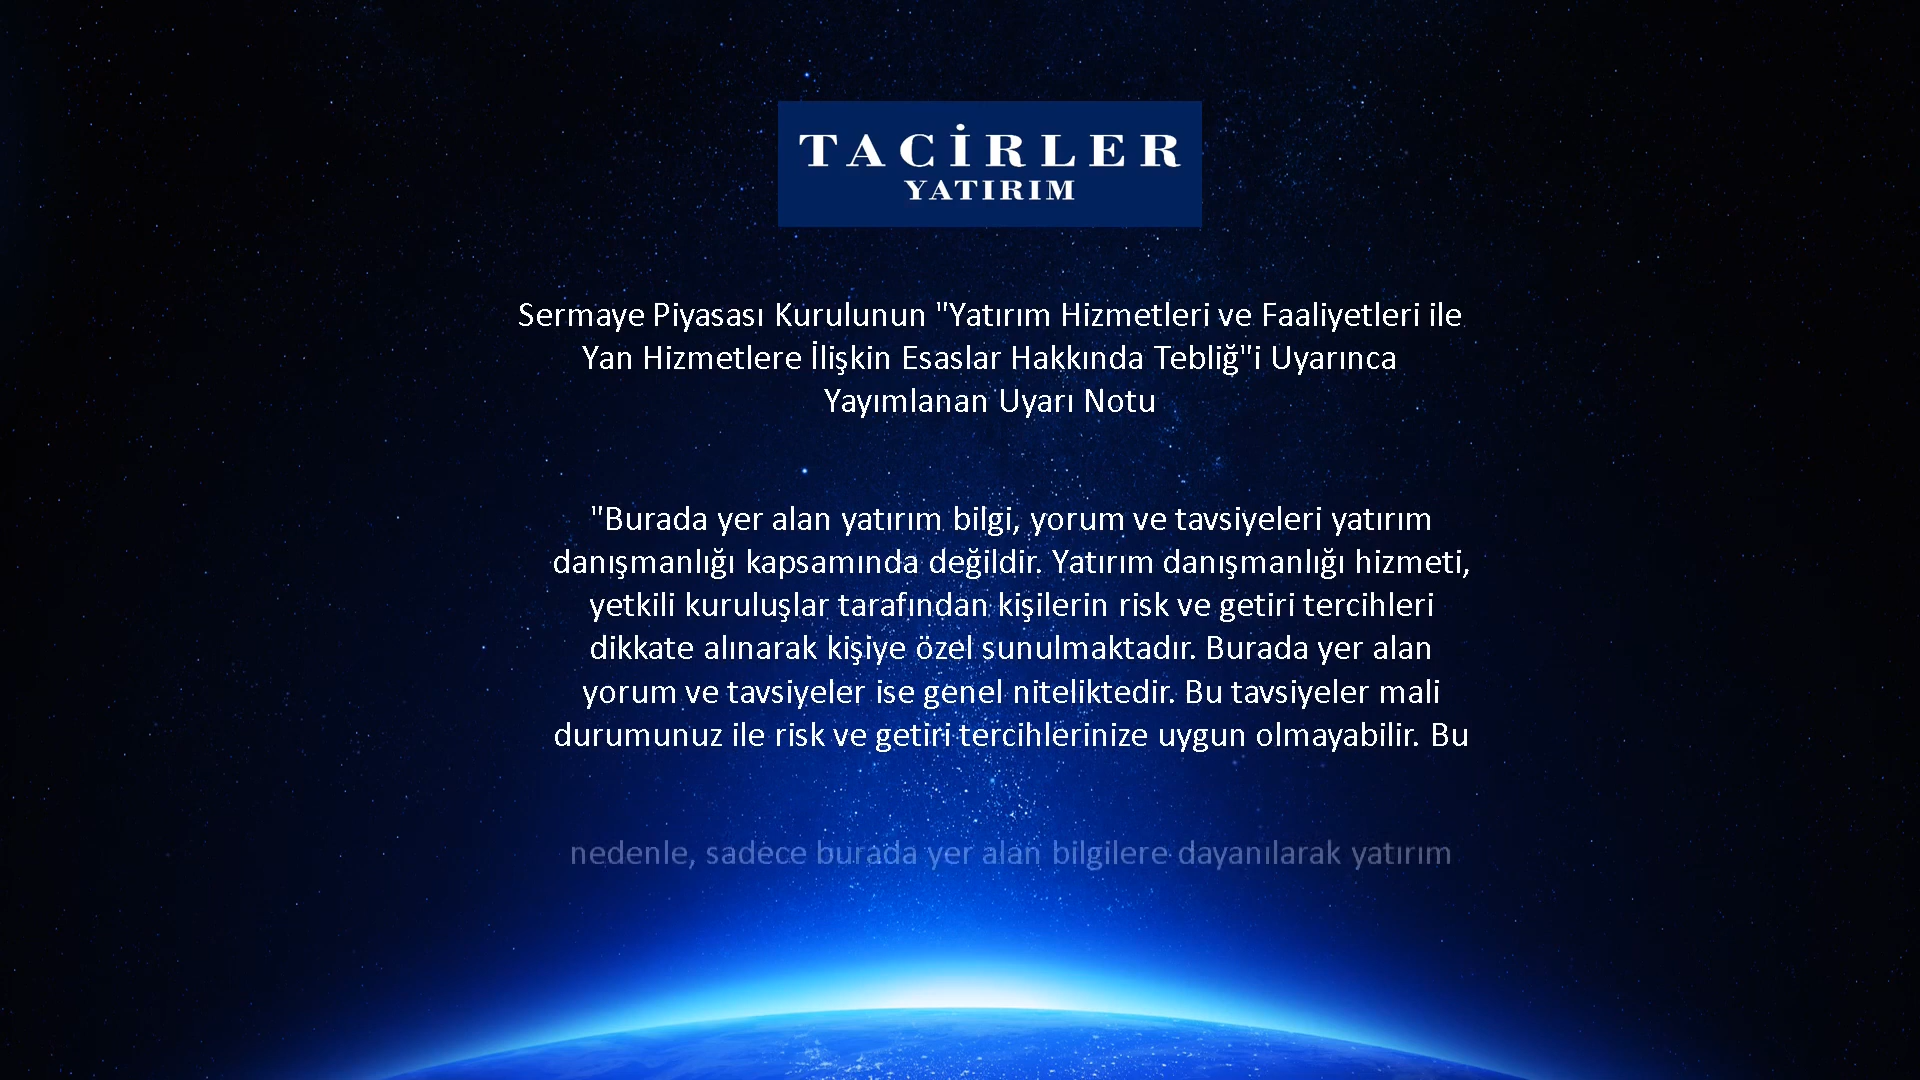 TACİRLER
YATIRIM
Sermaye Piyasası Kurulunun "Yatırım Hizmetleri ve Faaliyetleri ile
Yan Hizmetlere İlişkin Esaslar Hakkında Tebliğ"i Uyarınca
Yayımlanan Uyarı Notu
"Burada yer alan yatırım bilgi, yorum ve tavsiyeleri yatırım
danışmanlığı kapsamında değildir. Yatırım danışmanlığı hizmeti,
yetkili kuruluşlar tarafından kişilerin risk ve getiri tercihleri
dikkate alınarak kişiye özel sunulmaktadır. Burada yer alan
yorum ve tavsiyeler ise genel niteliktedir. Bu tavsiyeler mali
durumunuz ile risk ve getiri tercihlerinize uygun olmayabilir. Bu
nedenle, sadece burada yer alan bilgilere dayanılarak yatırım